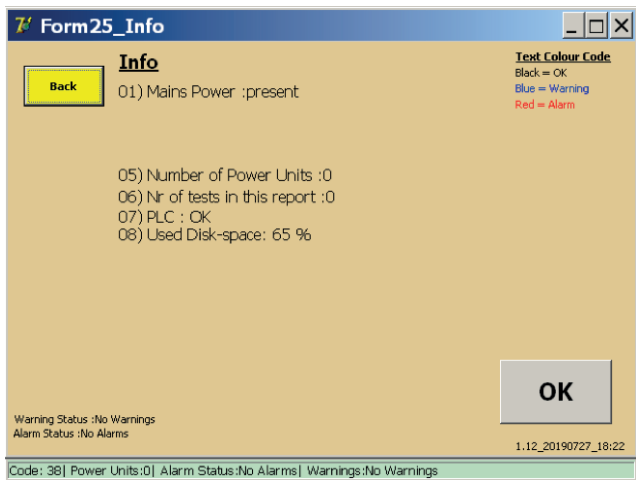 Form25_Info
Back
Info
01) Mains Power :present
Text Colour Code
Black = OK
Blue = Warning
Red = Alarm
05) Number of Power Units :0
06) Nr of tests in this report :0
07) PLC : OK
08) Used Disk-space: 65 %
OK
Warning Status :No Warnings
Alarm Status :No Alarms
1.12_20190727_18:22
Code: 38| Power Units:0| Alarm Status:No Alarms| Warnings:No Warnings